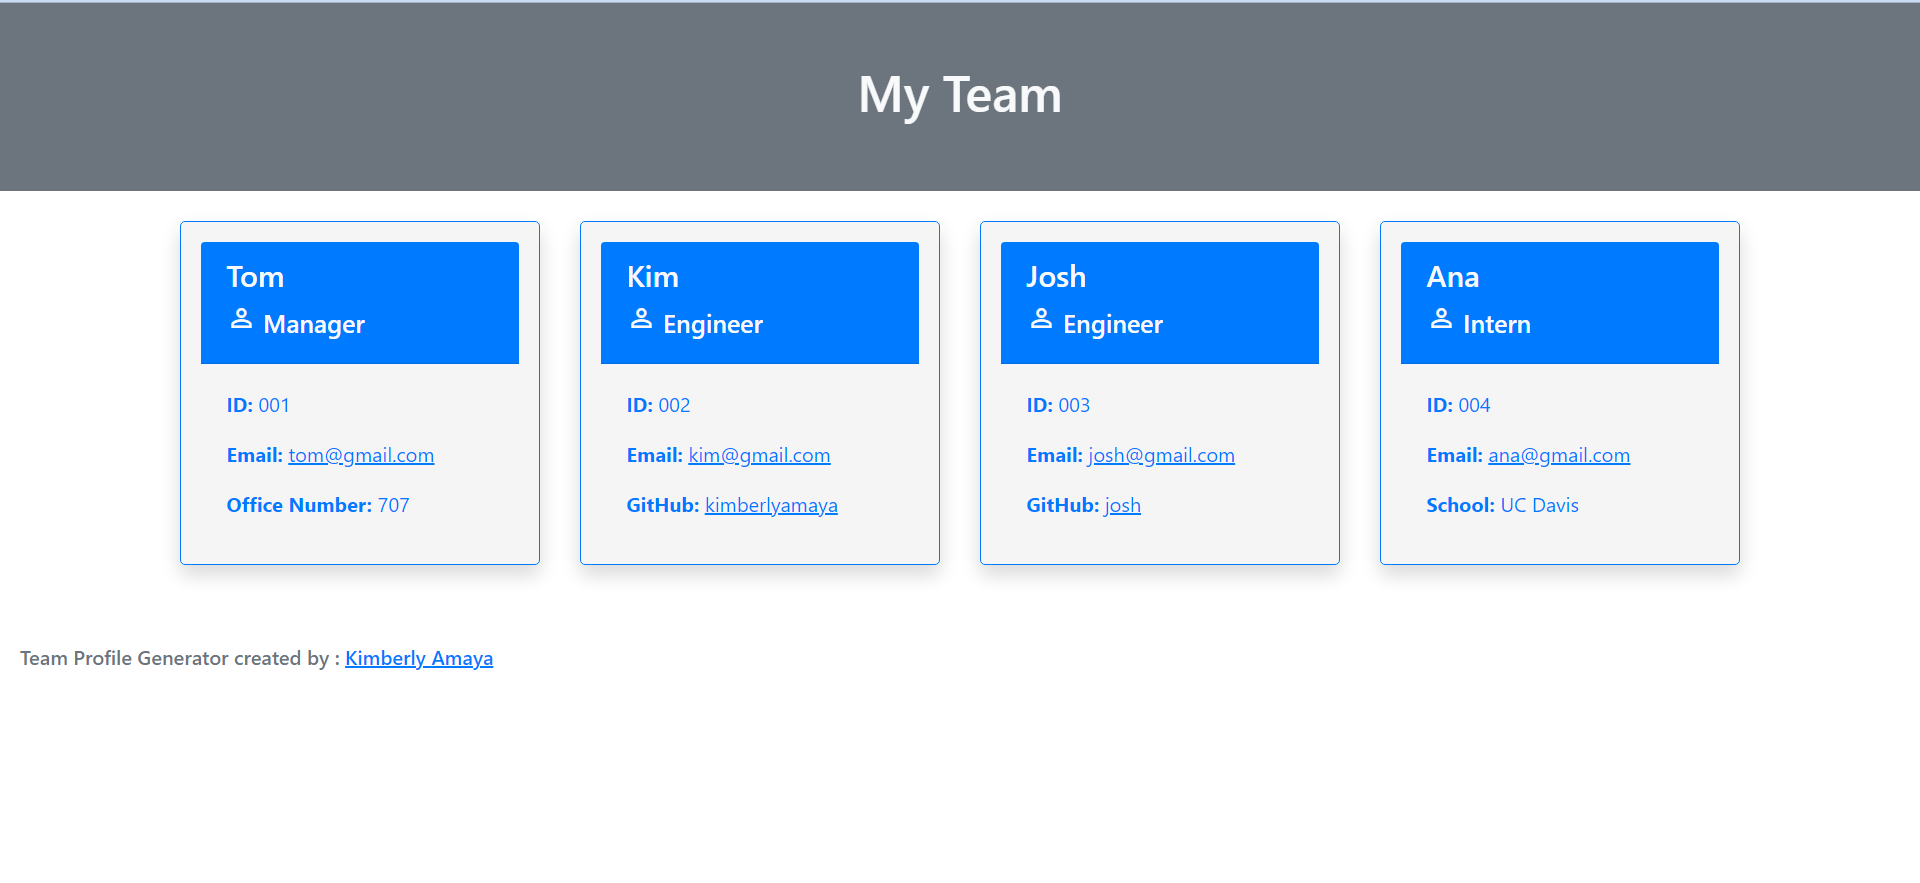 My Team
Tom
Manager
ID: 001
Email: tom@gmail.com
Office Number: 707
Kim
Engineer
ID: 002
Email: kim@gmail.com
GitHub: kimberlyamaya
Josh
Engineer
ID: 003
Email: josh@gmail.com
GitHub: josh
Ana
Intern
ID: 004
Email: ana@gmail.com
School: UC Davis
Team Profile Generator created by : Kimberly Amaya